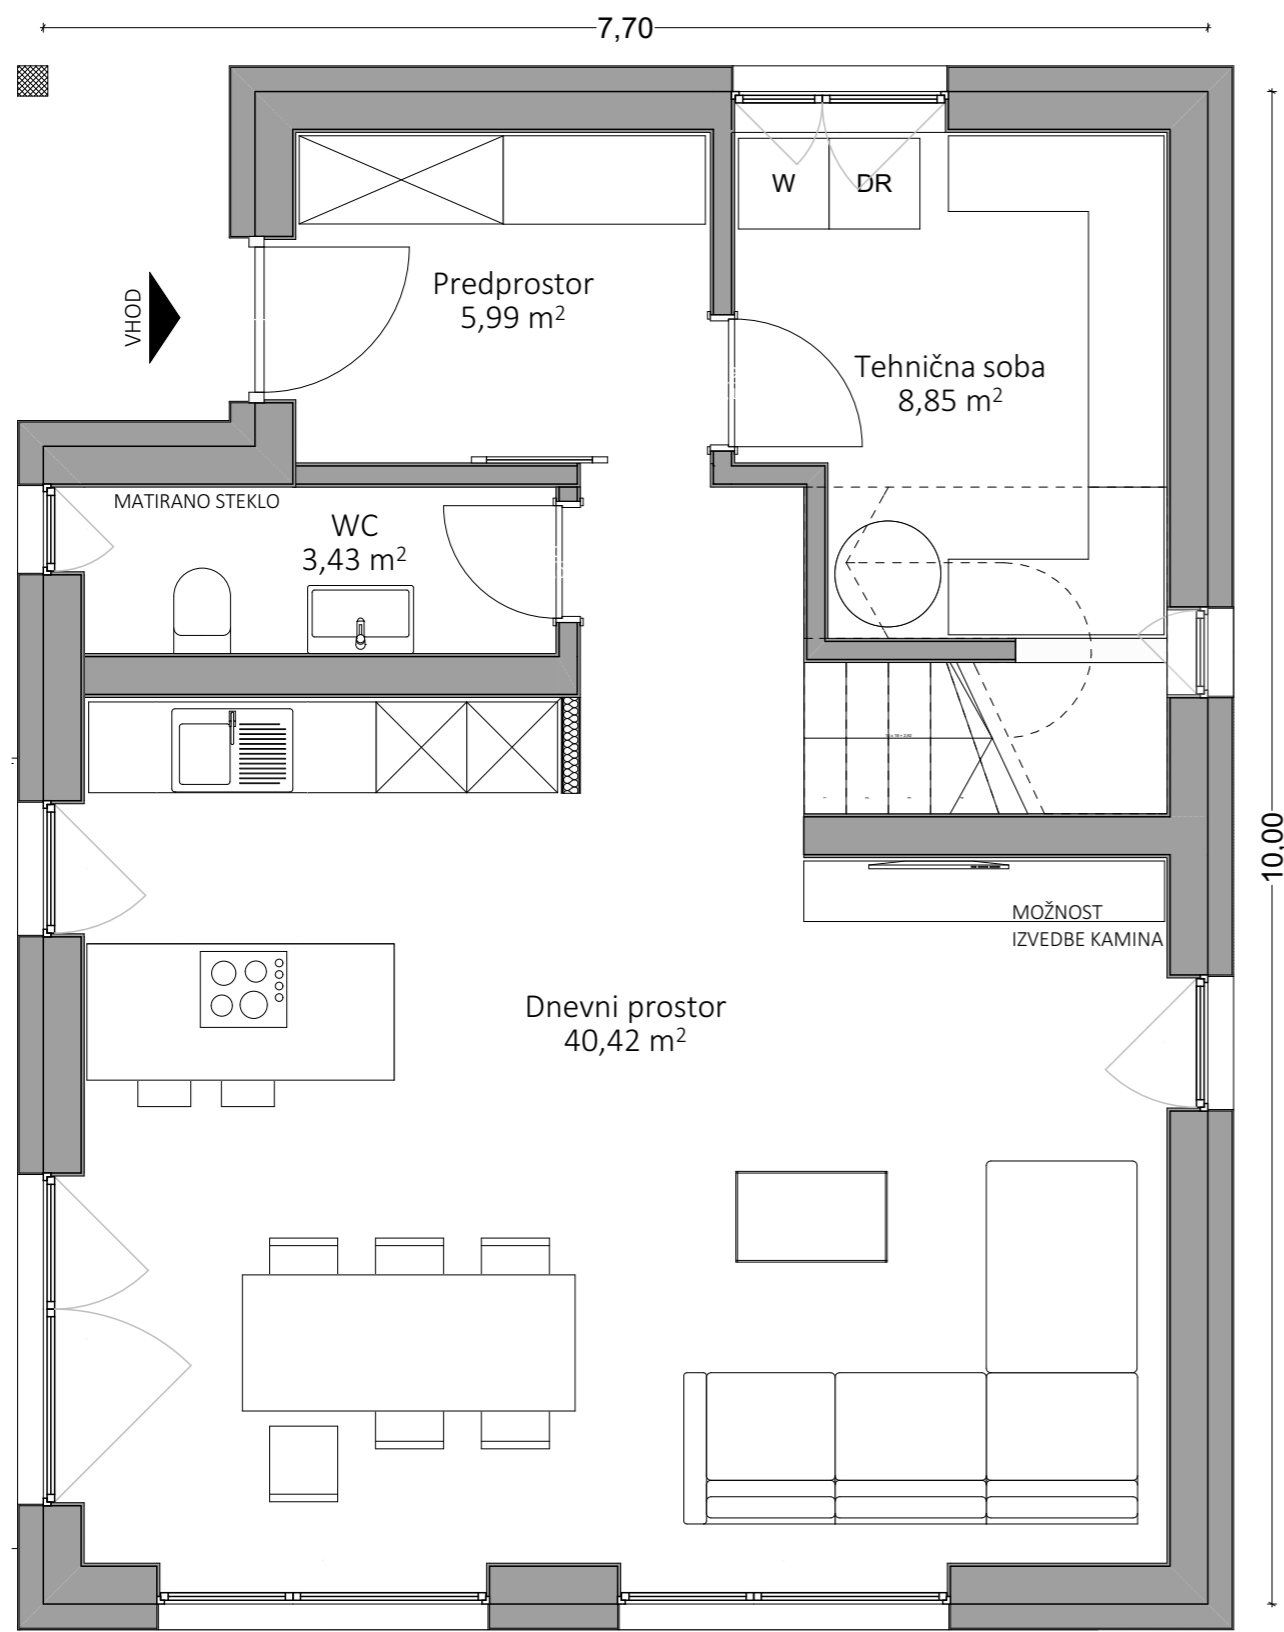 7,70
W
DR
Predprostor
5,99 m²
VHOD
Tehnična soba
8,85 m²
MATIRANO STEKLO
WC
3,43 m²
10,00
MOŽNOST
IZVEDBE KAMINA
Dnevni prostor
40,42 m²